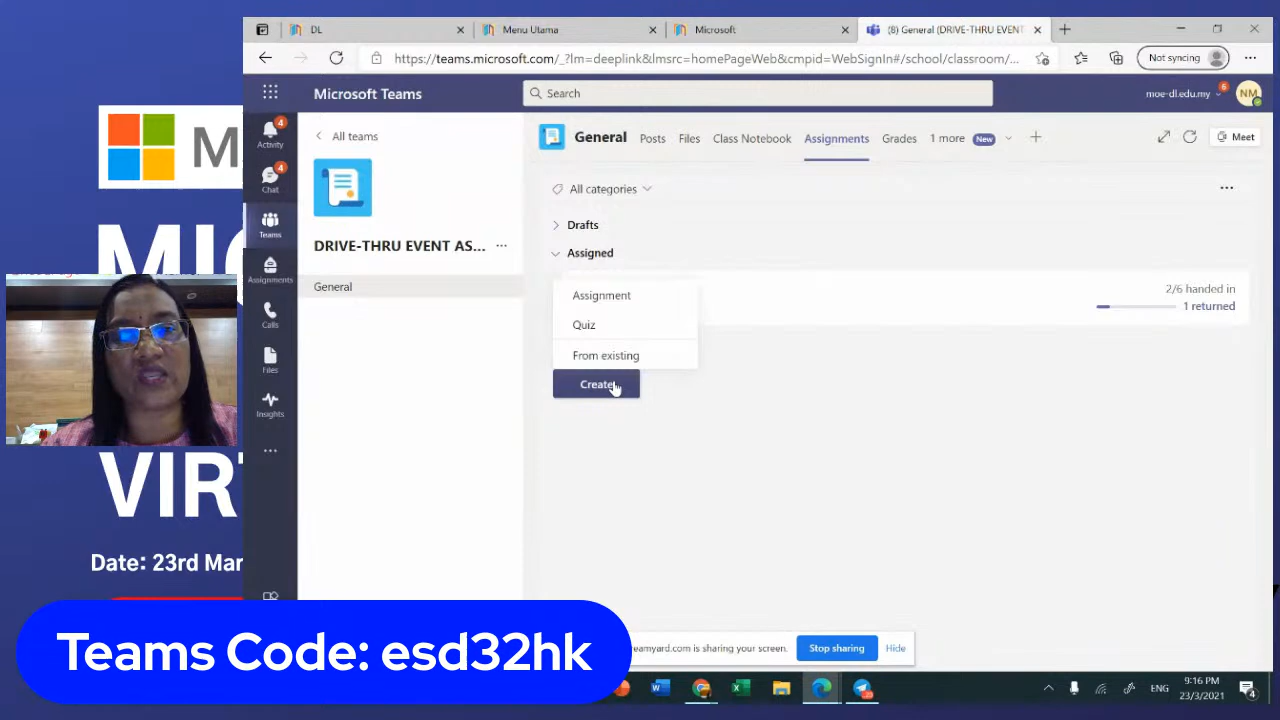 DL
Menu Utama
Microsoft
(8) General (DRIVE-THRU EVENT
https://teams.microsoft.com/_?lm=deeplink&lmsrc=homePageWeb&cmpid=WebSignIn#/school/classroom/...
Not syncing
Microsoft Teams
Search
moe-dl.edu.my
6
NM
4
Activity
4
Chat
Teams
Assignments
Calls
Files
Insights
All teams
DRIVE-THRU EVENT AS...
General
General
Posts
Files
Class Notebook
Assignments
Grades
1 more
New
Meet
All categories
Drafts
Assigned
Assignment
Quiz
From existing
Create
2/6 handed in
1 returned
M
VIR
Date: 23rd Mar
Teams Code: esd32hk
eamyard.com is sharing your screen.
Stop sharing
Hide
ENG
9:16 PM
23/3/2021
4